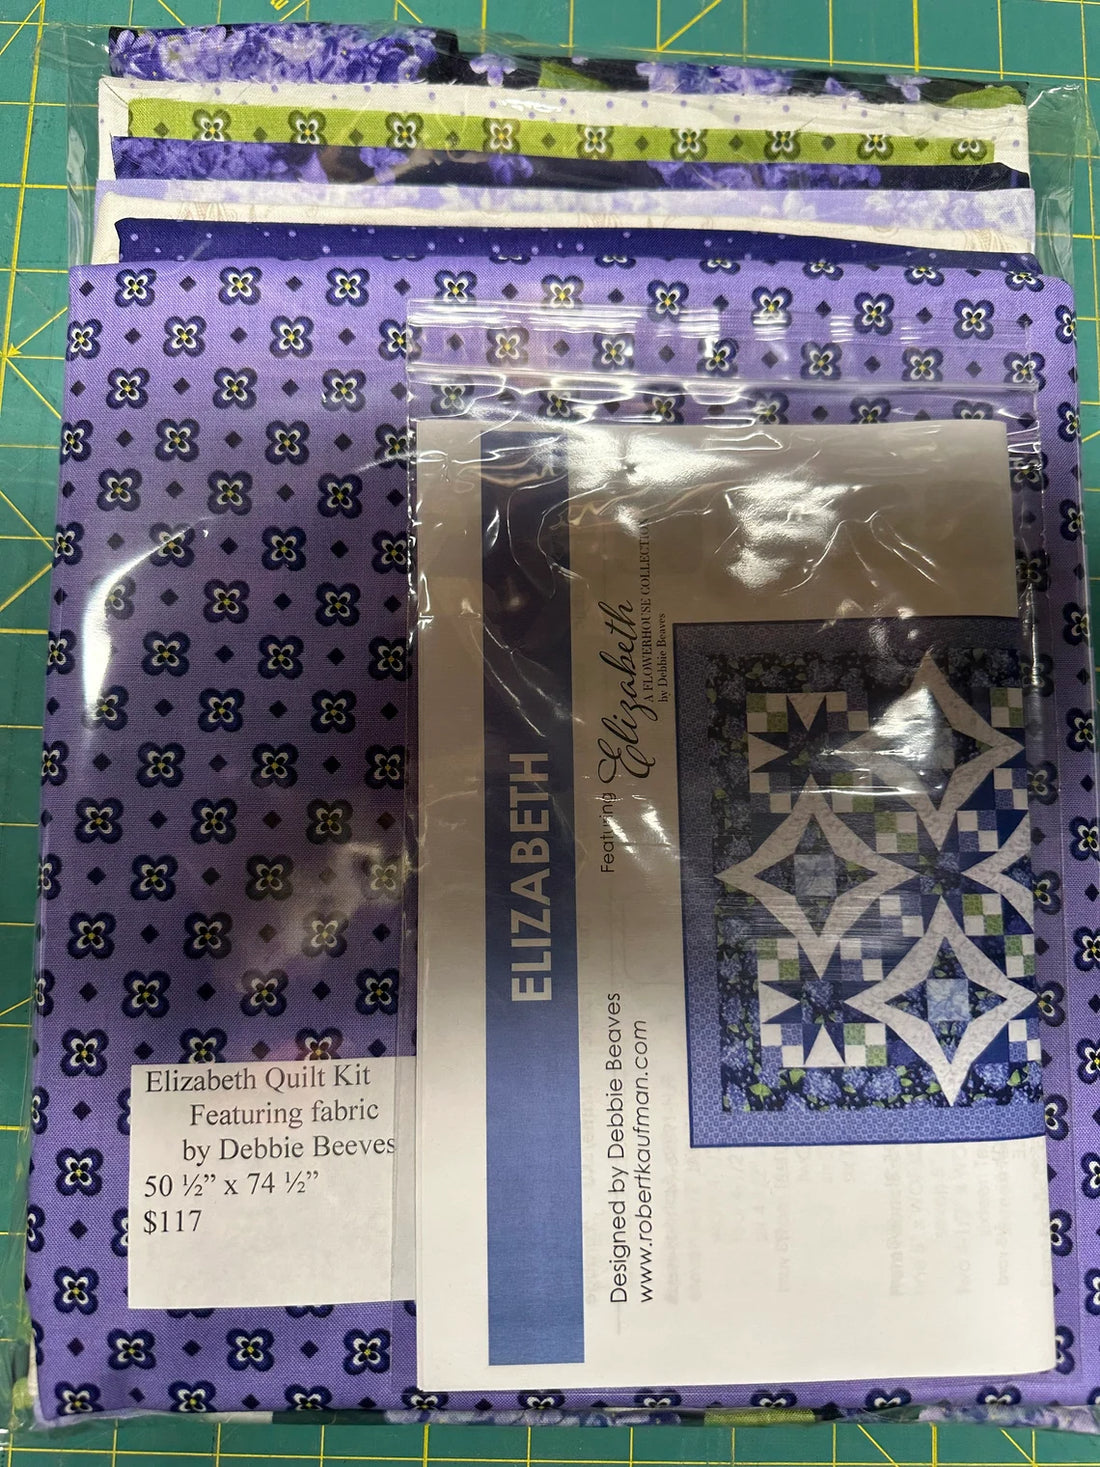 ELIZABETH
Featuring Elizabeth
A FLOWERHOUSE COLLECTION
by Debbie Beaves
Designed by Debbie Beaves
www.robertkaufman.com
Elizabeth Quilt Kit
Featuring fabric
by Debbie Beeves
50 ½” x 74 ½”
$117